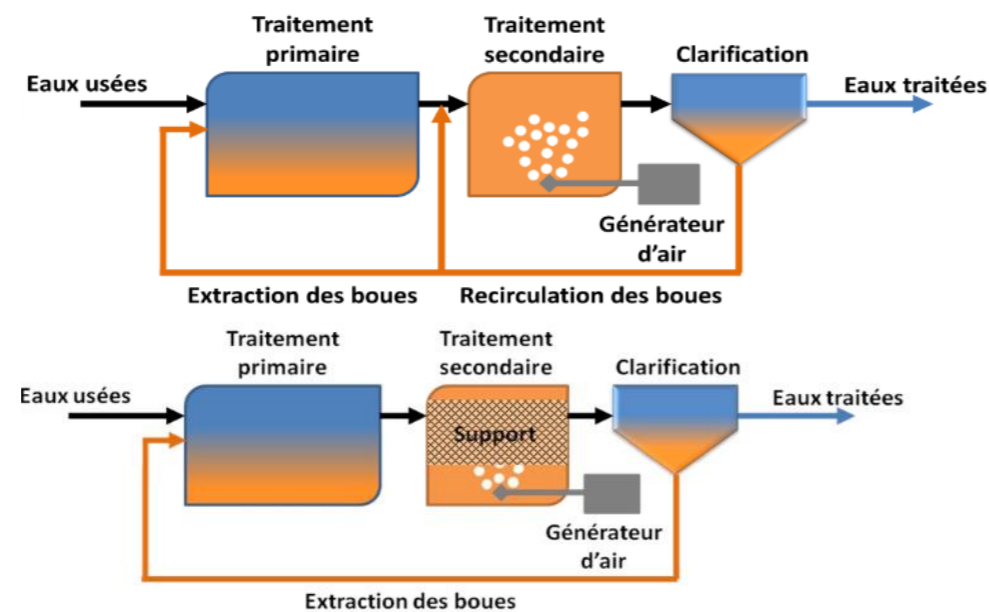 Traitement
primaire
Traitement
secondaire
Clarification
Eaux usées
Eaux traitées
Générateur
d'air
Extraction des boues
Recirculation des boues
Traitement
primaire
Traitement
secondaire
Clarification
Eaux usées
Eaux traitées
Support
Générateur
d'air
Extraction des boues